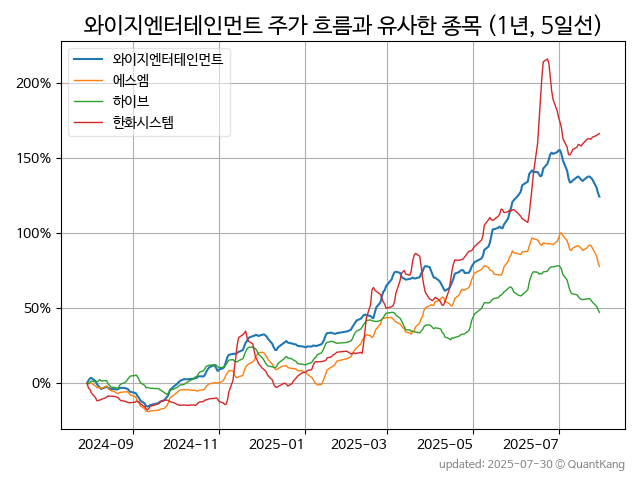 와이지엔터테인먼트 주가 흐름과 유사한 종목 (1년, 5일선)
와이지엔터테인먼트
에스엠
하이브
한화시스템
200%
150%
100%
50%
0%
2024-09 2024-11 2025-01 2025-03 2025-05 2025-07
updated: 2025-07-30 © QuantKang